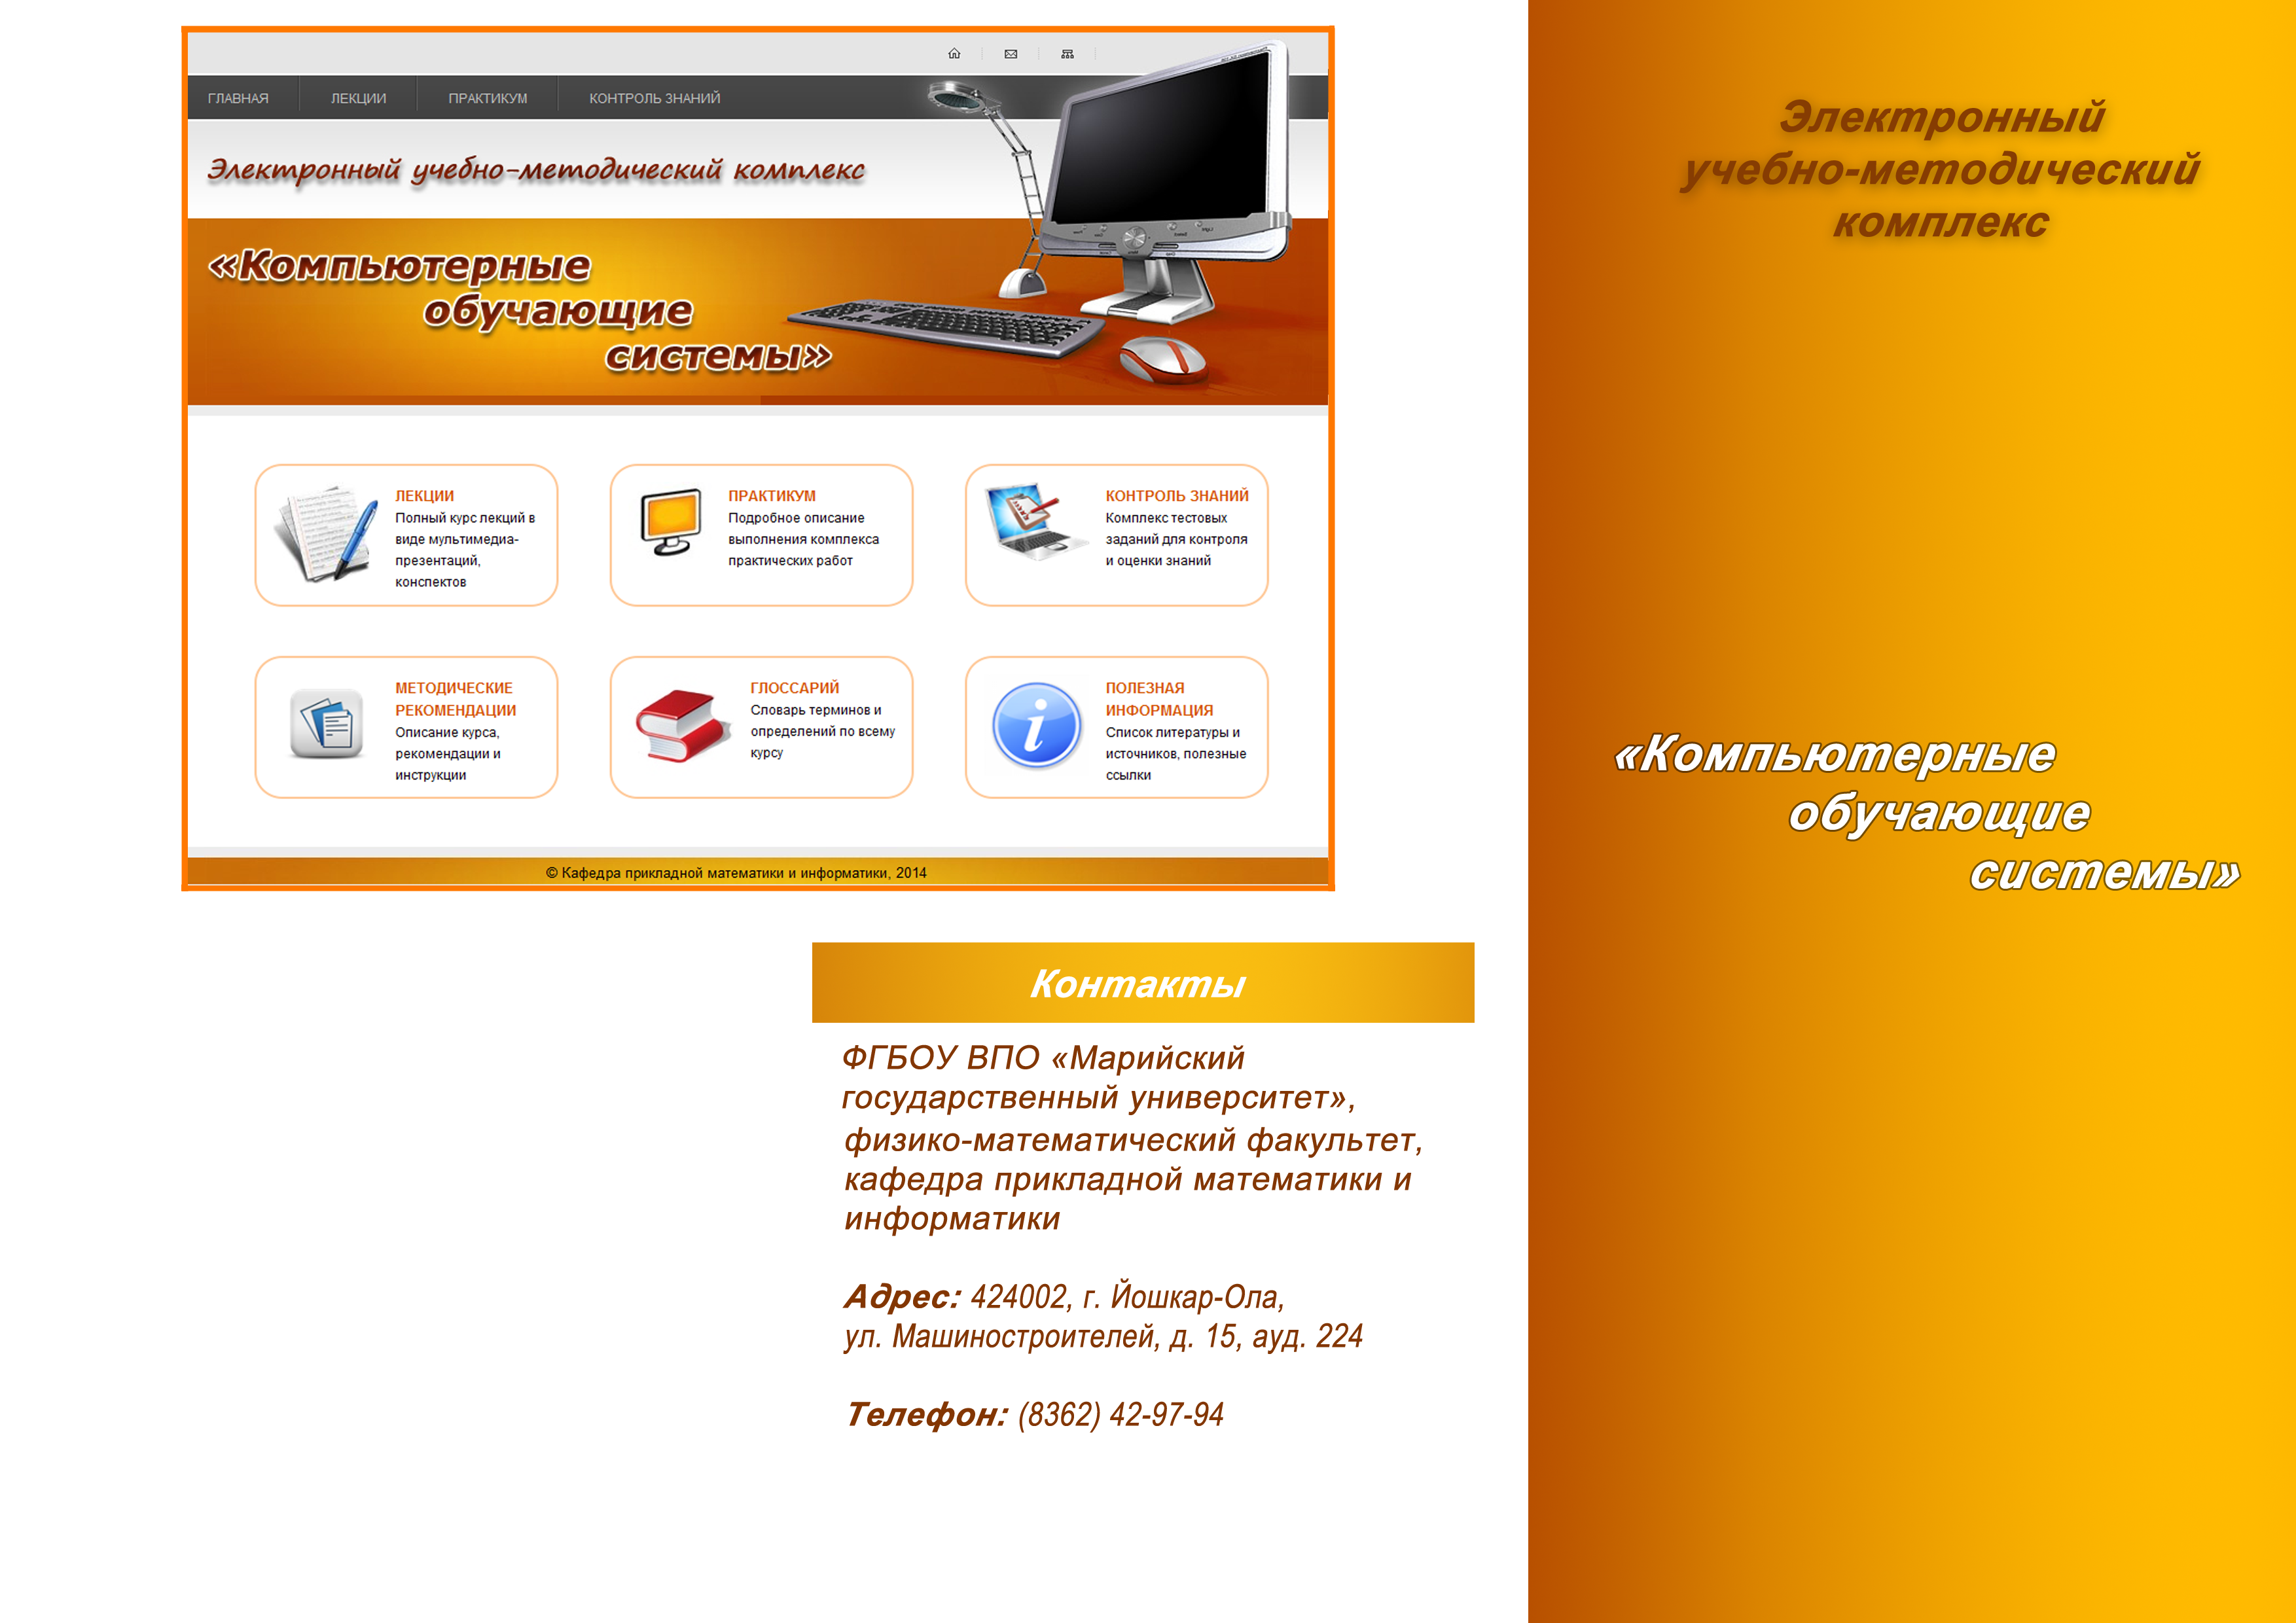 ГЛАВНАЯ
ЛЕКЦИИ
ПРАКТИКУМ
КОНТРОЛЬ ЗНАНИЙ
Электронный учебно-методический комплекс
«Компьютерные
обучающие
системы»
ЛЕКЦИИ
Полный курс лекций в
виде мультимедиа-
презентаций,
конспектов
ПРАКТИКУМ
Подробное описание
выполнения комплекса
практических работ
КОНТРОЛЬ ЗНАНИЙ
Комплекс тестовых
заданий для контроля
и оценки знаний
МЕТОДИЧЕСКИЕ
РЕКОМЕНДАЦИИ
Описание курса,
рекомендации и
инструкции
ГЛОССАРИЙ
Словарь терминов и
определений по всему
курсу
ПОЛЕЗНАЯ
ИНФОРМАЦИЯ
Список литературы и
источников, полезные
ссылки
© Кафедра прикладной математики и информатики, 2014
Контакты
ФГБОУ ВПО «Марийский
государственный университет»,
физико-математический факультет,
кафедра прикладной математики и
информатики
Адрес: 424002, г. Йошкар-Ола,
ул. Машиностроителей, д. 15, ауд. 224
Телефон: (8362) 42-97-94
Электронный
учебно-методический
комплекс
«Компьютерные
обучающие
системы»